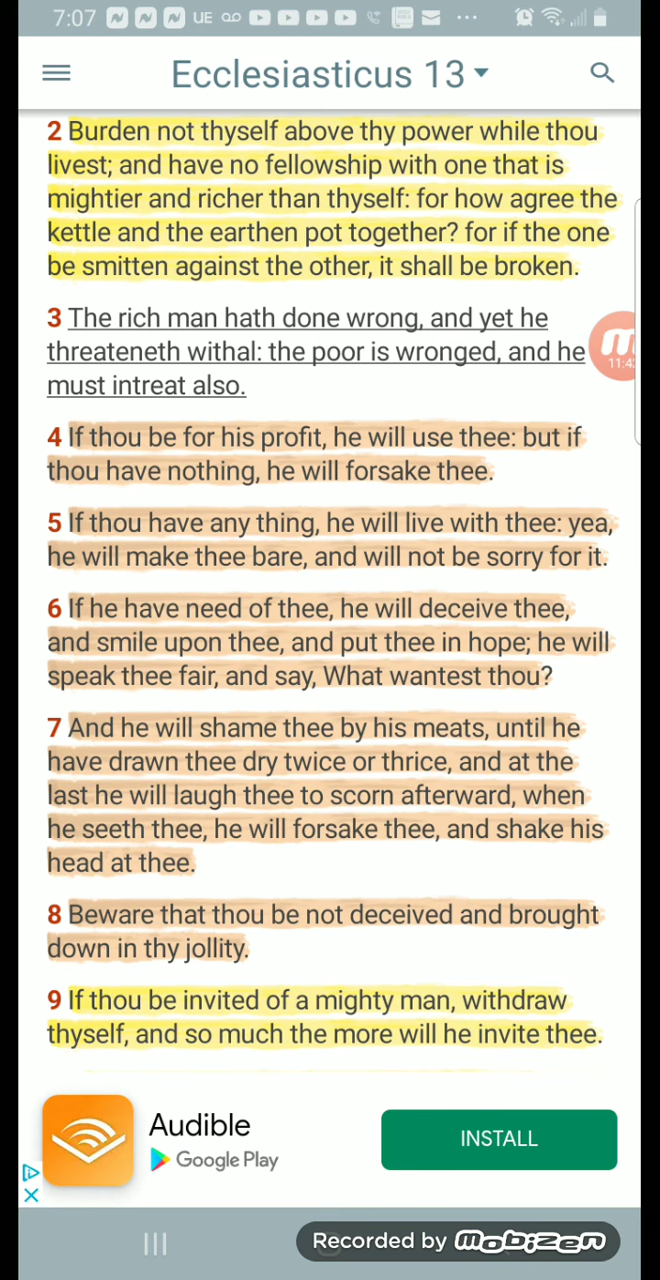 7:07 UE
Ecclesiasticus 13
2 Burden not thyself above thy power while thou
livest; and have no fellowship with one that is
mightier and richer than thyself: for how agree the
kettle and the earthen pot together? for if the one
be smitten against the other, it shall be broken.
3 The rich man hath done wrong, and yet he
threateneth withal: the poor is wronged, and he
must intreat also.
4 If thou be for his profit, he will use thee: but if
thou have nothing, he will forsake thee.
5 If thou have any thing, he will live with thee: yea,
he will make thee bare, and will not be sorry for it.
6 If he have need of thee, he will deceive thee,
and smile upon thee, and put thee in hope; he will
speak thee fair, and say, What wantest thou?
7 And he will shame thee by his meats, until he
have drawn thee dry twice or thrice, and at the
last he will laugh thee to scorn afterward, when
he seeth thee, he will forsake thee, and shake his
head at thee.
8 Beware that thou be not deceived and brought
down in thy jollity.
9 If thou be invited of a mighty man, withdraw
thyself, and so much the more will he invite thee.
Audible
Google Play
INSTALL
Recorded by mobizen